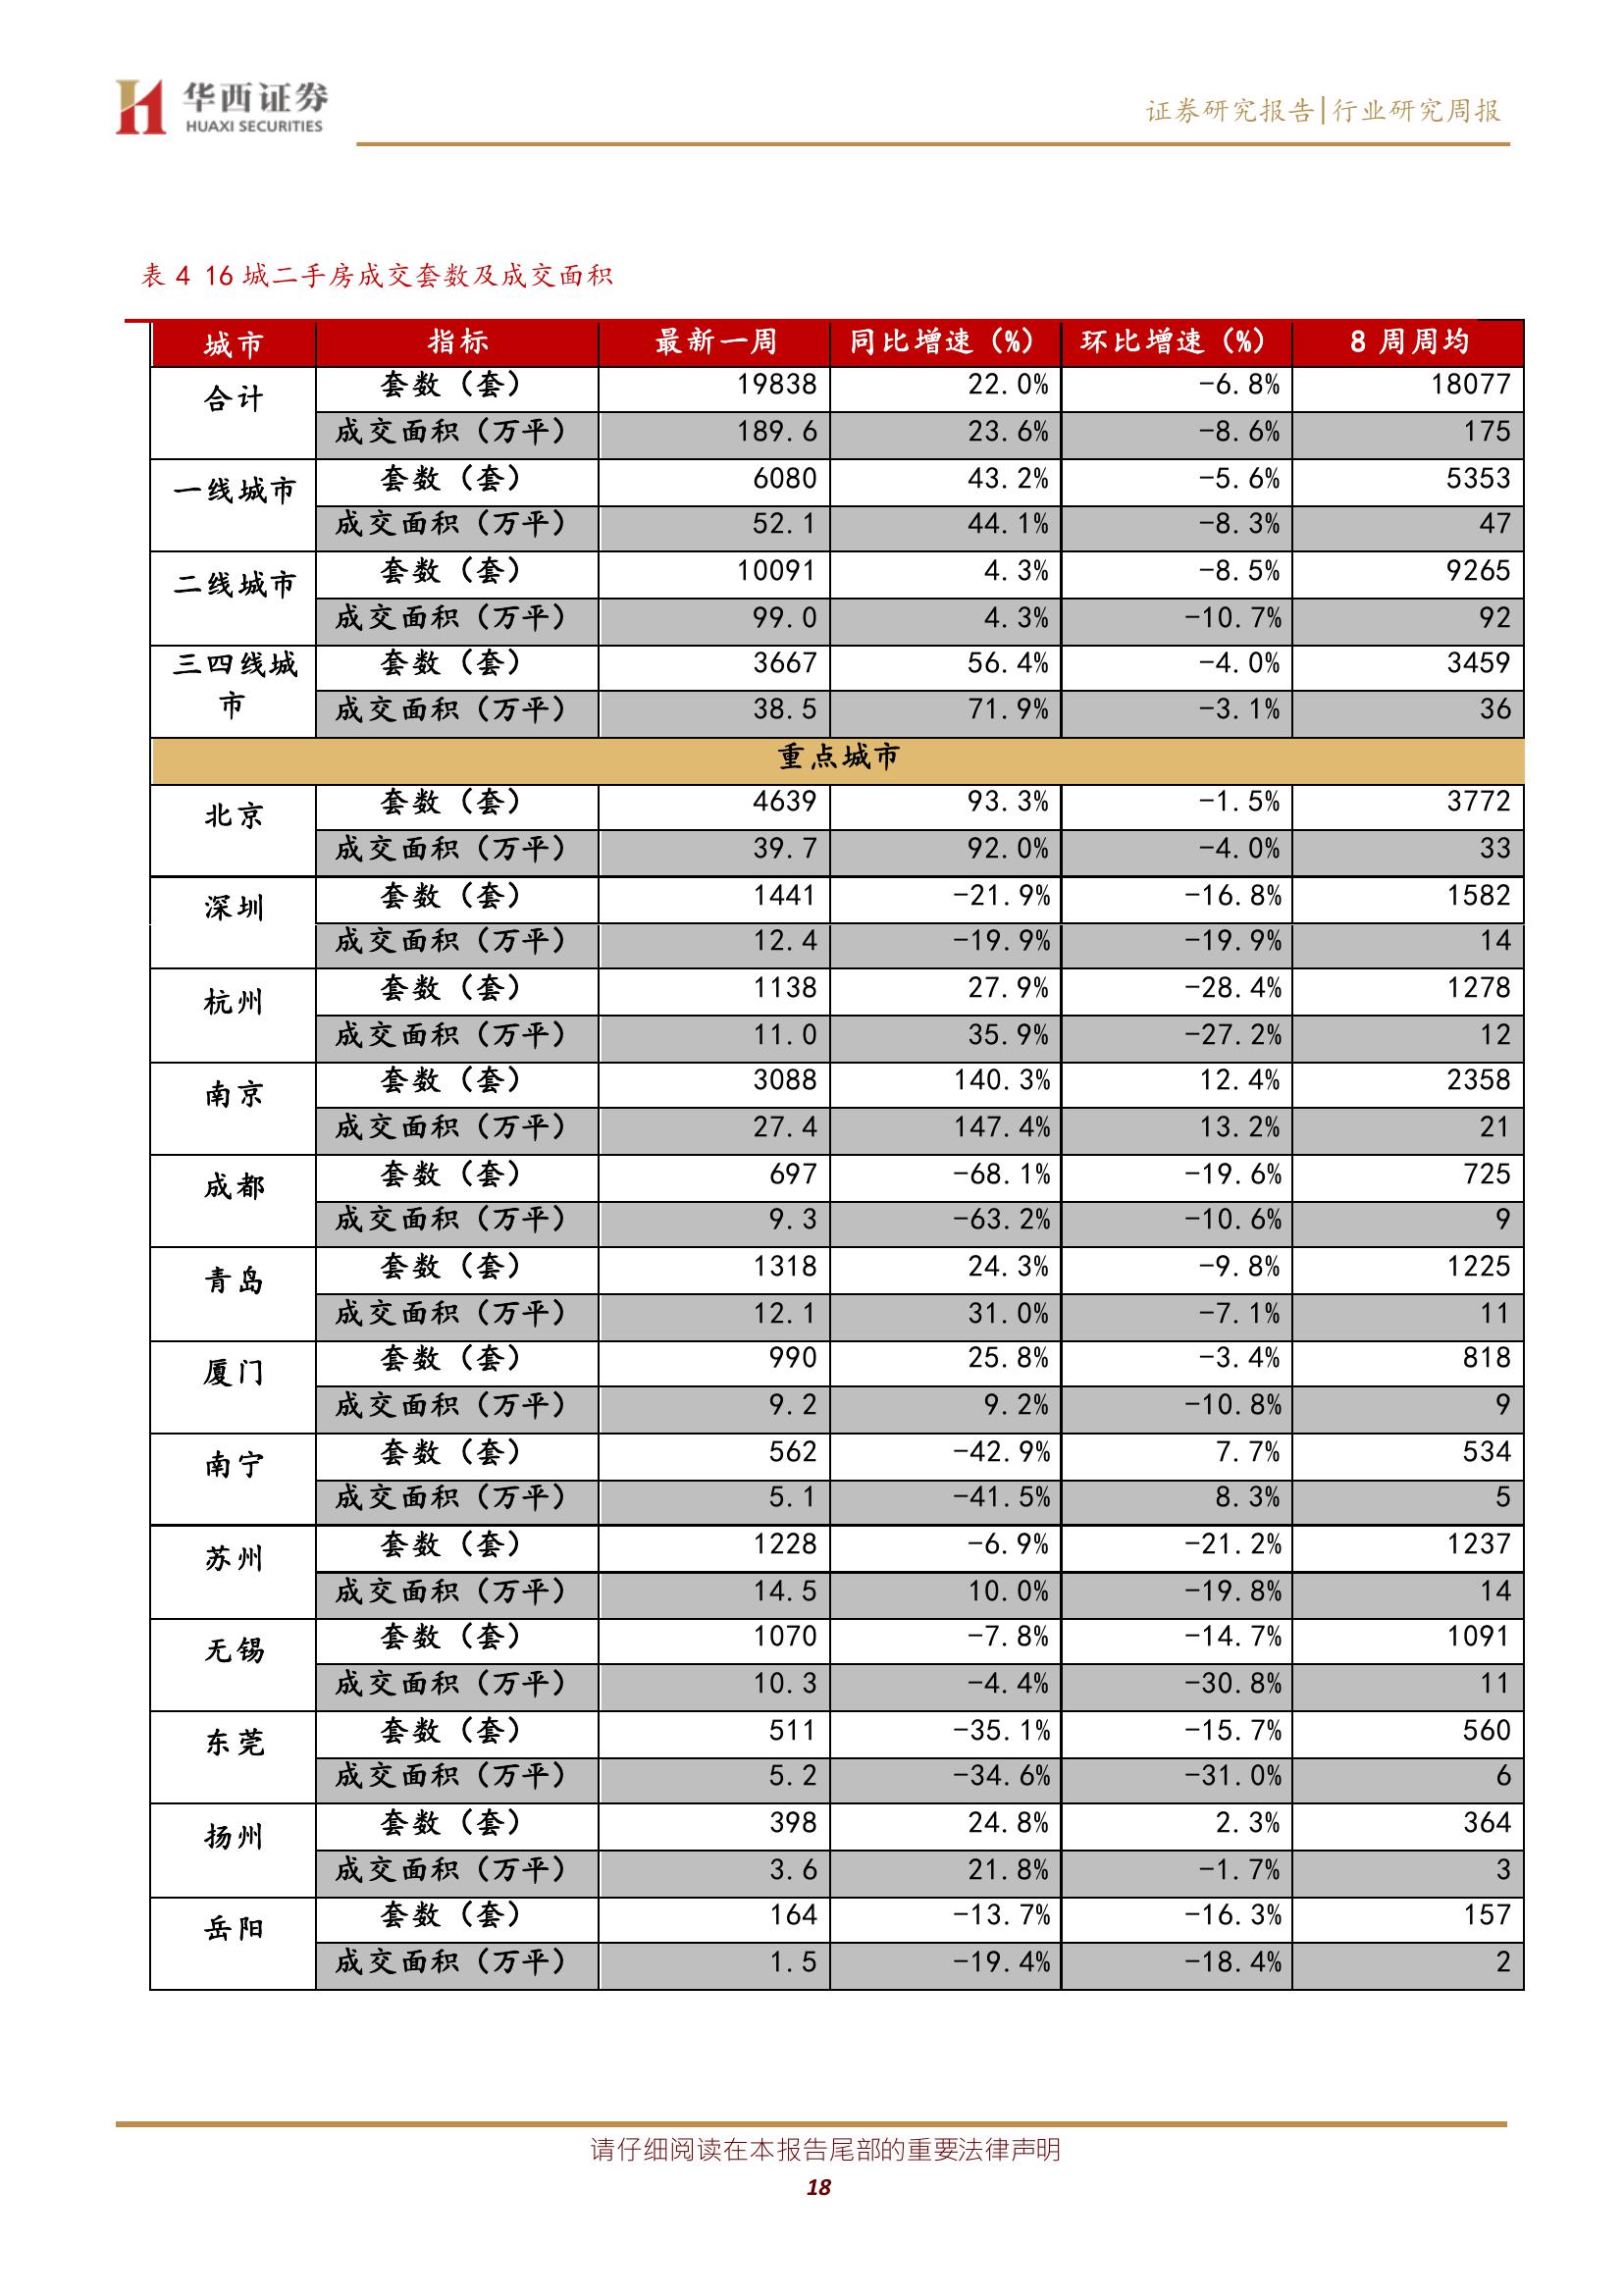 华西证券
HUAXI SECURITIES
证券研究报告|行业研究周报
表 4 16 城二手房成交套数及成交面积
城市 指标 最新一周 同比增速（%） 环比增速（%） 8 周周均
合计 套数（套） 19838 22.0% -6.8% 18077
成交面积（万平） 189.6 23.6% -8.6% 175
一线城市 套数（套） 6080 43.2% -5.6% 5353
成交面积（万平） 52.1 44.1% -8.3% 47
二线城市 套数（套） 10091 4.3% -8.5% 9265
成交面积（万平） 99.0 4.3% -10.7% 92
三四线城市 套数（套） 3667 56.4% -4.0% 3459
成交面积（万平） 38.5 71.9% -3.1% 36
重点城市
北京 套数（套） 4639 93.3% -1.5% 3772
成交面积（万平） 39.7 92.0% -4.0% 33
深圳 套数（套） 1441 -21.9% -16.8% 1582
成交面积（万平） 12.4 -19.9% -19.9% 14
杭州 套数（套） 1138 27.9% -28.4% 1278
成交面积（万平） 11.0 35.9% -27.2% 12
南京 套数（套） 3088 140.3% 12.4% 2358
成交面积（万平） 27.4 147.4% 13.2% 21
成都 套数（套） 697 -68.1% -19.6% 725
成交面积（万平） 9.3 -63.2% -10.6% 9
青岛 套数（套） 1318 24.3% -9.8% 1225
成交面积（万平） 12.1 31.0% -7.1% 11
厦门 套数（套） 990 25.8% -3.4% 818
成交面积（万平） 9.2 9.2% -10.8% 9
南宁 套数（套） 562 -42.9% 7.7% 534
成交面积（万平） 5.1 -41.5% 8.3% 5
苏州 套数（套） 1228 -6.9% -21.2% 1237
成交面积（万平） 14.5 10.0% -19.8% 14
无锡 套数（套） 1070 -7.8% -14.7% 1091
成交面积（万平） 10.3 -4.4% -30.8% 11
东莞 套数（套） 511 -35.1% -15.7% 560
成交面积（万平） 5.2 -34.6% -31.0% 6
扬州 套数（套） 398 24.8% 2.3% 364
成交面积（万平） 3.6 21.8% -1.7% 3
岳阳 套数（套） 164 -13.7% -16.3% 157
成交面积（万平） 1.5 -19.4% -18.4% 2
请仔细阅读在本报告尾部的重要法律声明
18